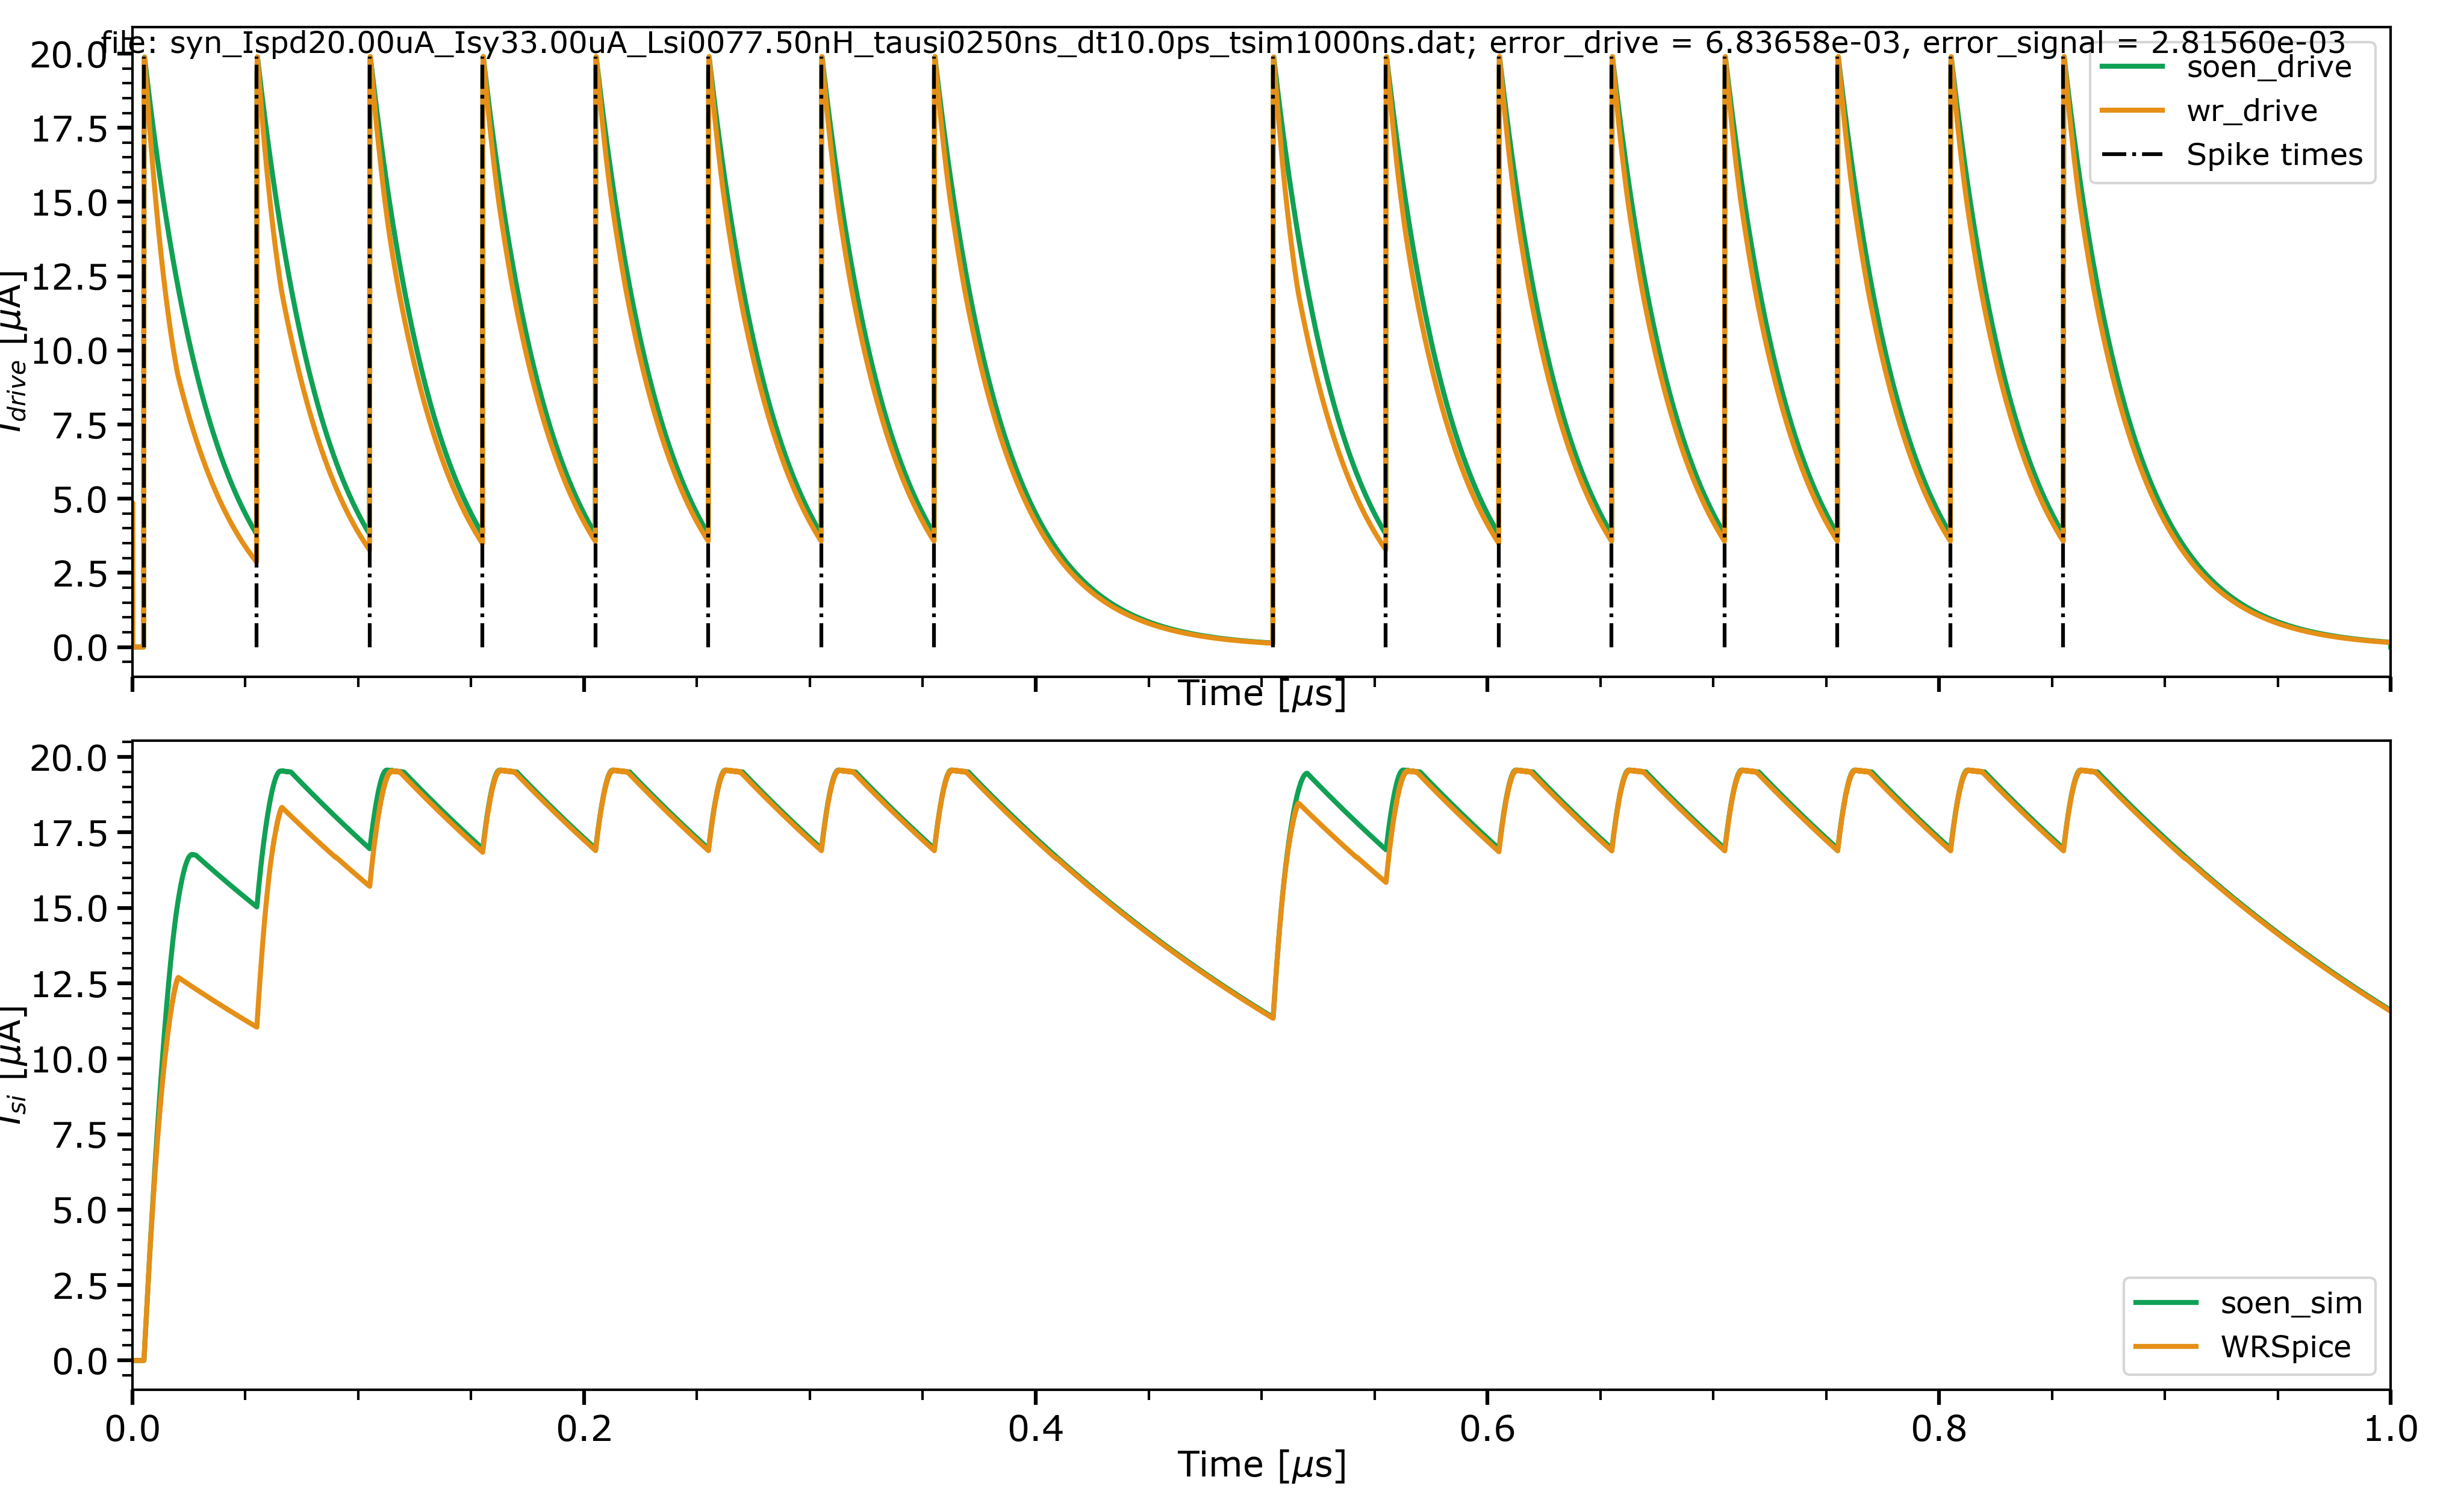 file: syn_Ispd20.00uA_Isy33.00uA_Lsi0077.50nH_tausi0250ns_dt10.0ps_tsim1000ns.dat; error_drive = 6.83658e-03, error_signal = 2.81560e-03
20.0
17.5
15.0
12.5
10.0
7.5
5.0
2.5
0.0
I_drive [μA]
soen_drive
wr_drive
Spike times
Time [μs]
20.0
17.5
15.0
12.5
10.0
7.5
5.0
2.5
0.0
I_si [μA]
soen_sim
WRSpice
0.0 0.2 0.4 0.6 0.8 1.0
Time [μs]